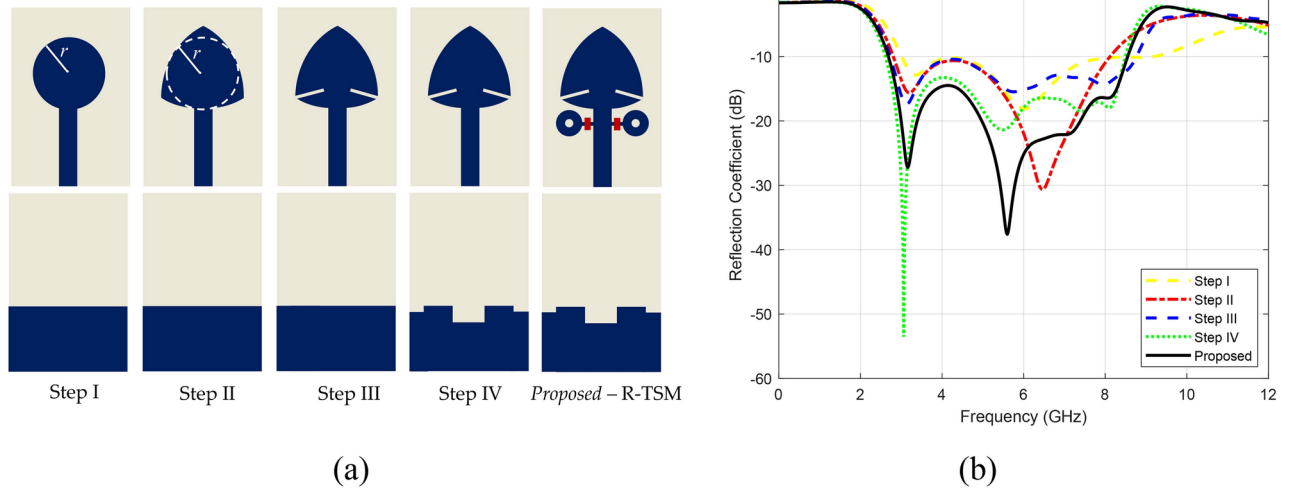 r
r
Step I
Step II
Step III
Step IV
Proposed – R-TSM
(a)
Reflection Coefficient (dB)
-10
-20
-30
-40
-50
-60
0
2
4
6
8
10
12
Frequency (GHz)
Step I
Step II
Step III
Step IV
Proposed
(b)